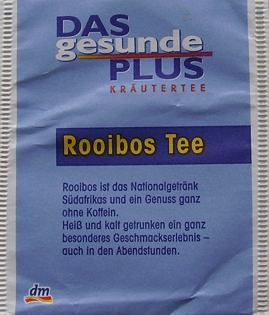 DAS
gesunde
PLUS
KRÄUTERTEE
Rooibos Tee
Rooibos ist das Nationalgetränk
Südafrikas und ein Genuss ganz
ohne Koffein.
Heiß und kalt getrunken ein ganz
besonderes Geschmackserlebnis –
auch in den Abendstunden.
dm